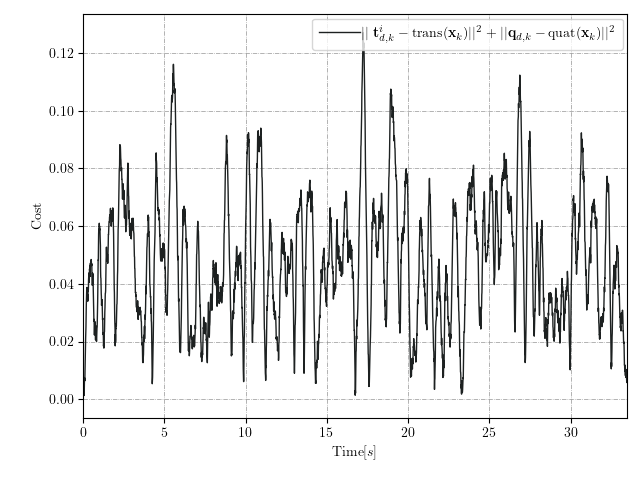 || t^i_{d,k} − trans(x_k)||^2 + ||q_{d,k} − quat(x_k)||^2
0.12
0.10
0.08
0.06
0.04
0.02
0.00
Cost
0 5 10 15 20 25 30
Time[s]